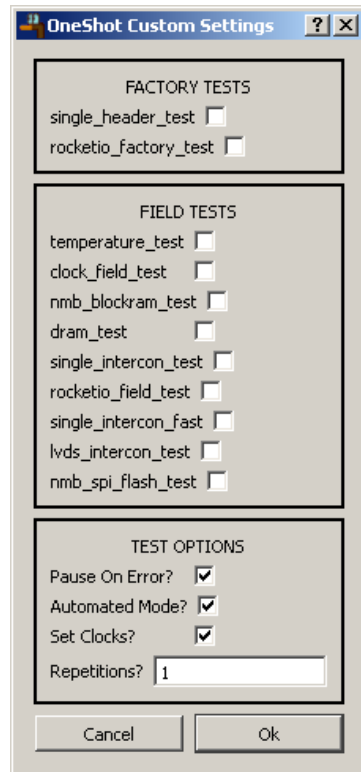 OneShot Custom Settings
FACTORY TESTS
single_header_test
rocketio_factory_test
FIELD TESTS
temperature_test
clock_field_test
nmb_blockram_test
dram_test
single_intercon_test
rocketio_field_test
single_intercon_fast
lvds_intercon_test
nmb_spi_flash_test
TEST OPTIONS
Pause On Error?
Automated Mode?
Set Clocks?
Repetitions? 1
Cancel Ok